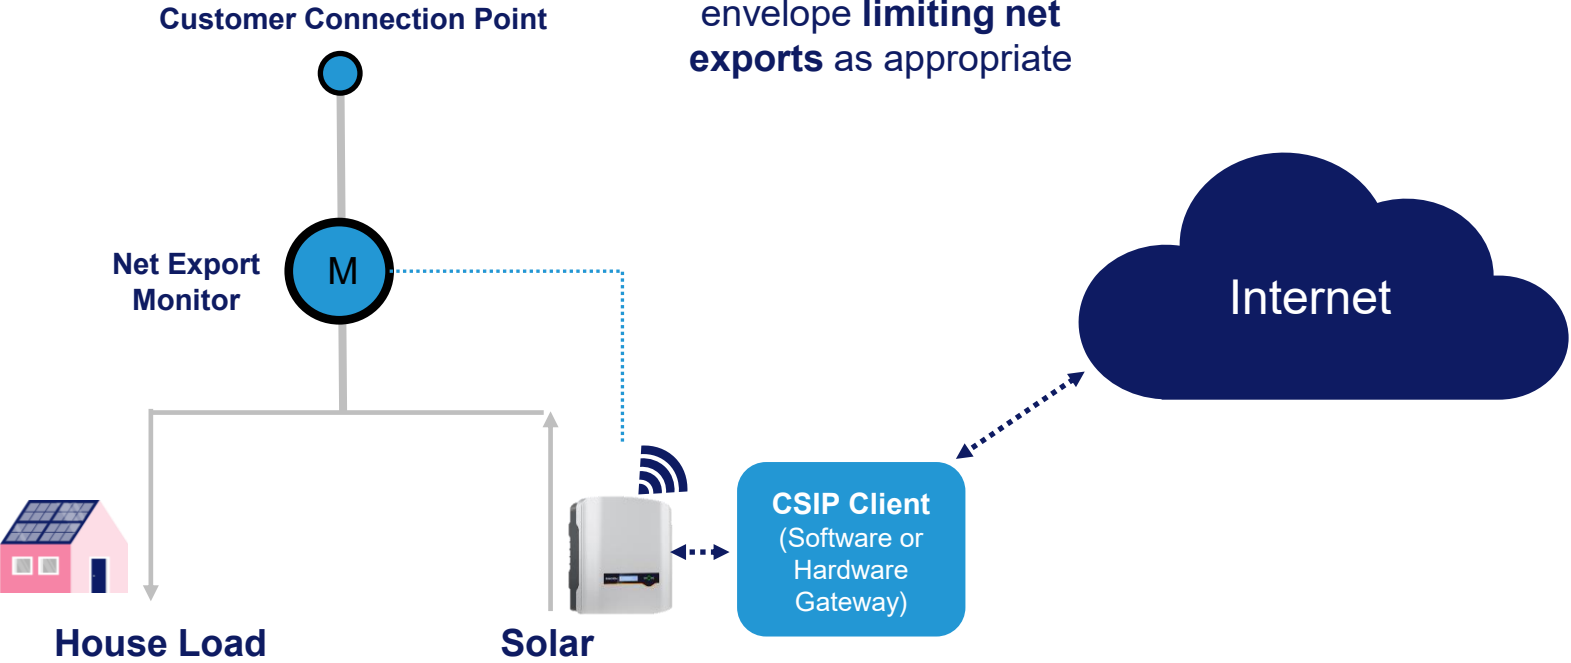 Customer Connection Point
envelope limiting net
exports as appropriate
Net Export
Monitor
M
Internet
CSIP Client
(Software or
Hardware
Gateway)
House Load
Solar